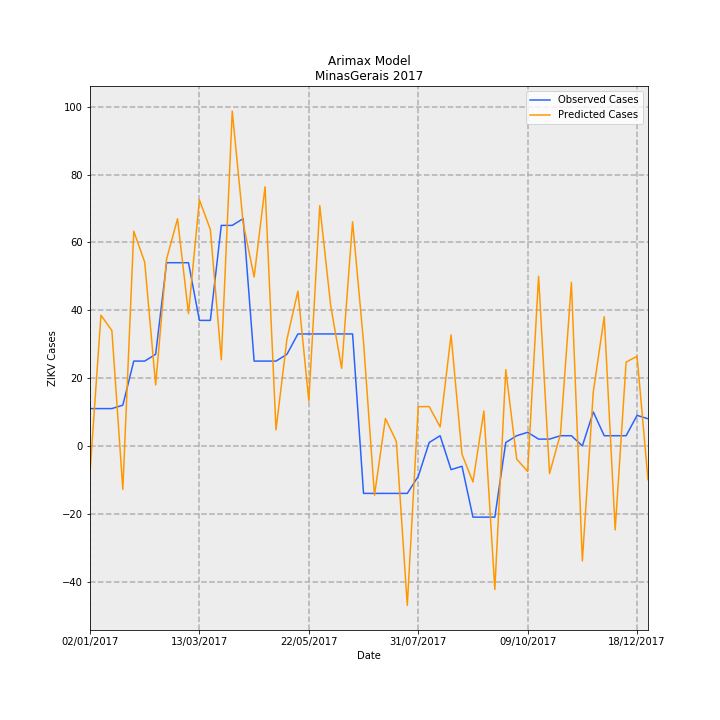 Arimax Model
MinasGerais 2017
Observed Cases
Predicted Cases
ZIKV Cases
100
80
60
40
20
0
−20
−40
02/01/2017
13/03/2017
22/05/2017
31/07/2017
09/10/2017
18/12/2017
Date